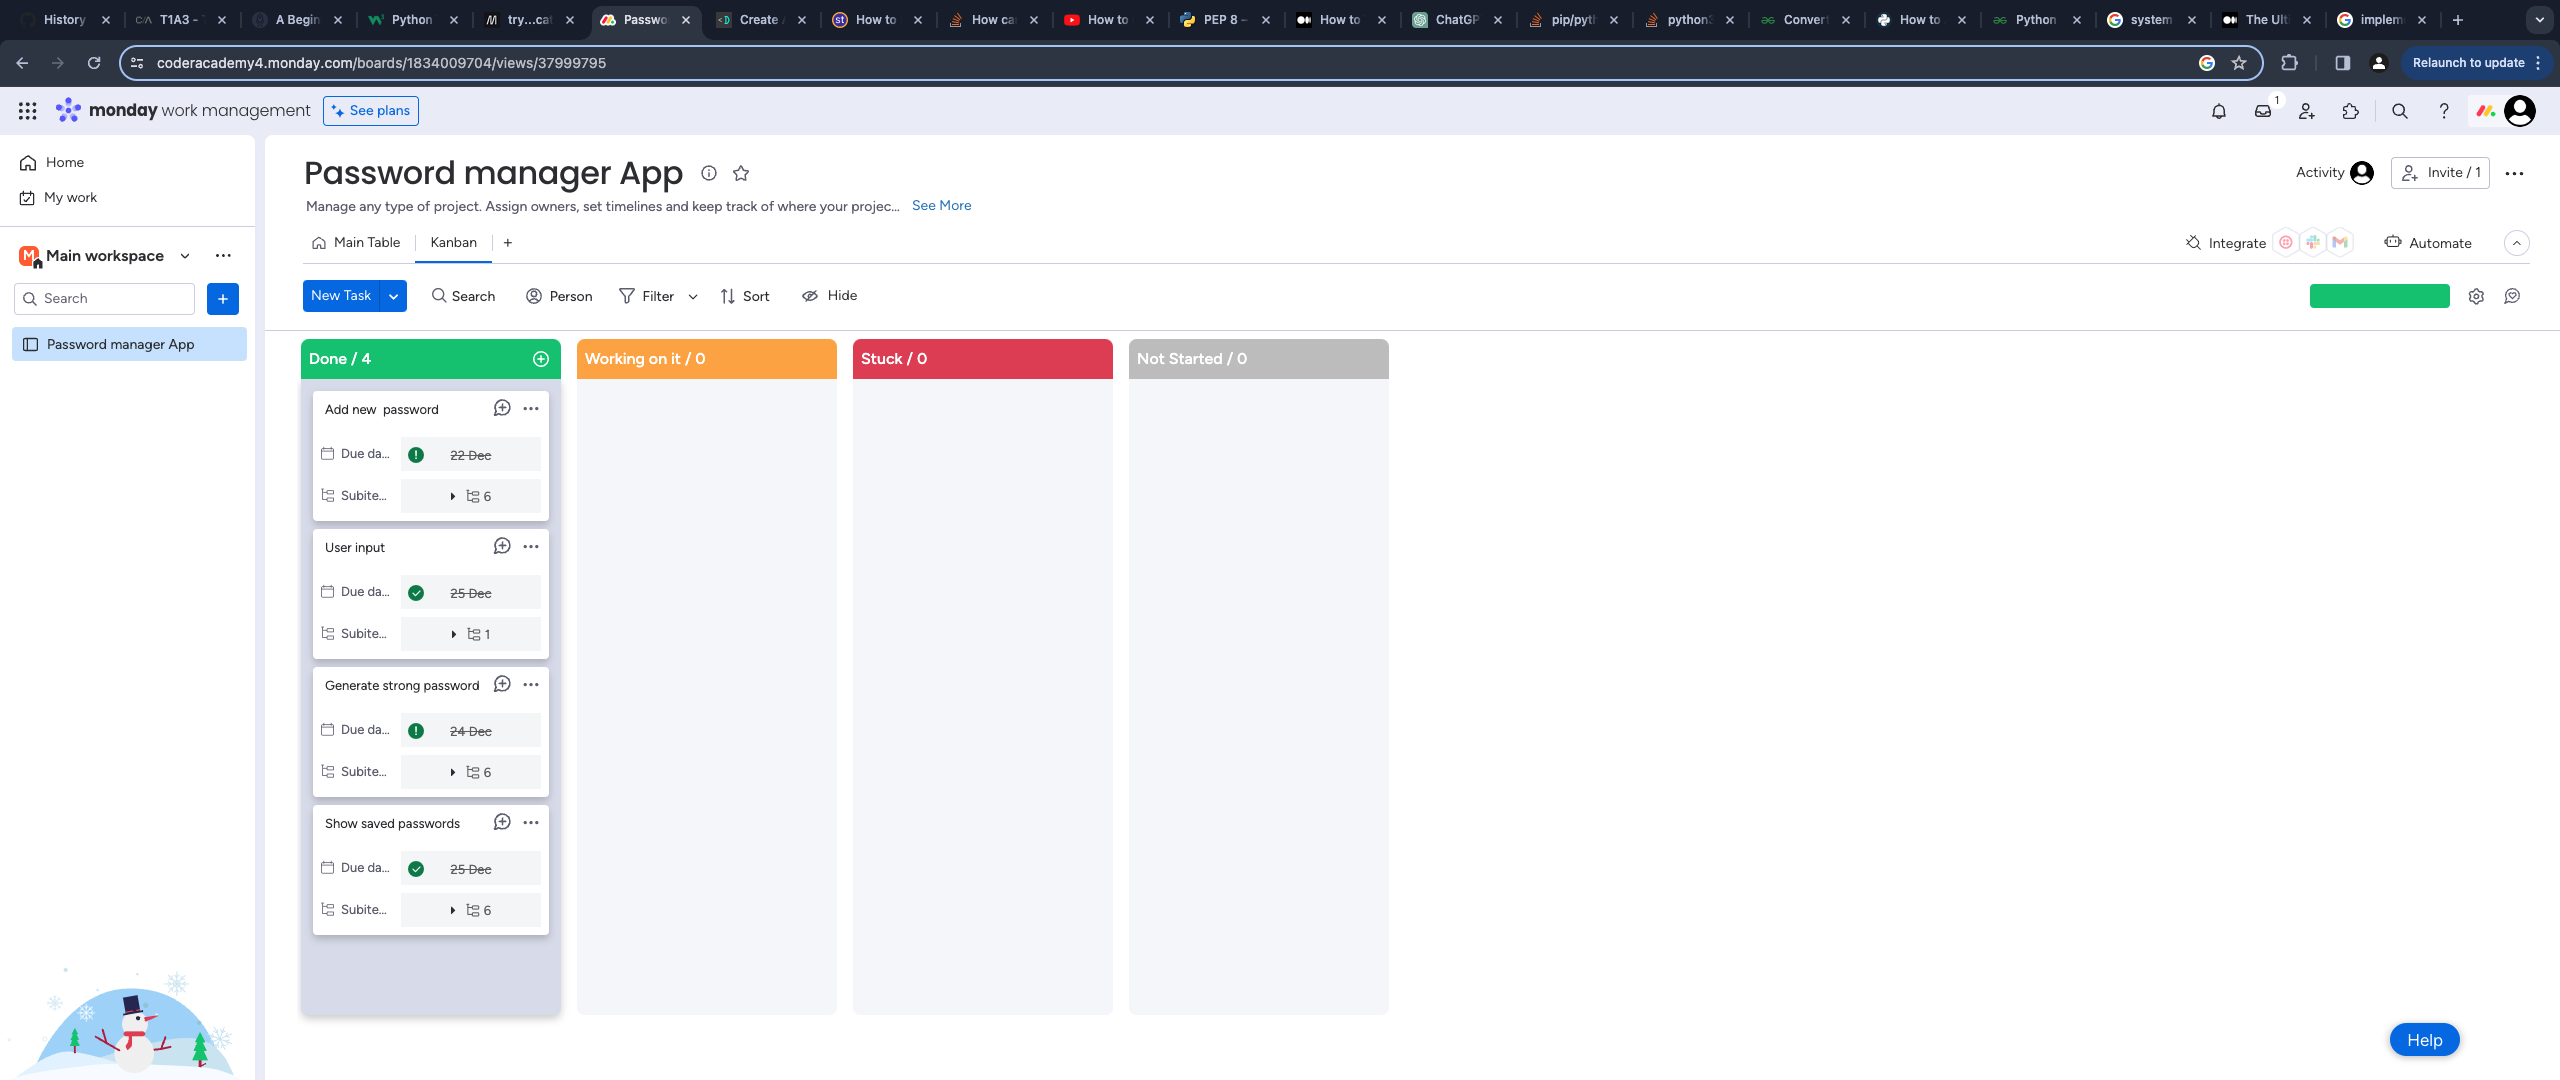 History
T1A3 -
A Begin
Python
try...cat
Passwo
Create
How to
How ca
How to
PEP 8 –
How to
ChatGP
pip/pyt
python3
Conver
How to
Python
system
The Ult
implem
coderacademy4.monday.com/boards/1834009704/views/37999795
Relaunch to update
monday work management
See plans
1
Home
My work
M
Main workspace
Search
Password manager App
Password manager App
Activity
Invite / 1
Manage any type of project. Assign owners, set timelines and keep track of where your projec...
See More
Main Table
Kanban
Integrate
Automate
New Task
Search
Person
Filter
Sort
Hide
Done / 4
Working on it / 0
Stuck / 0
Not Started / 0
Add new password
Due da...
22 Dec
Subite...
6
User input
Due da...
25 Dec
Subite...
1
Generate strong password
Due da...
24 Dec
Subite...
6
Show saved passwords
Due da...
25 Dec
Subite...
6
Help